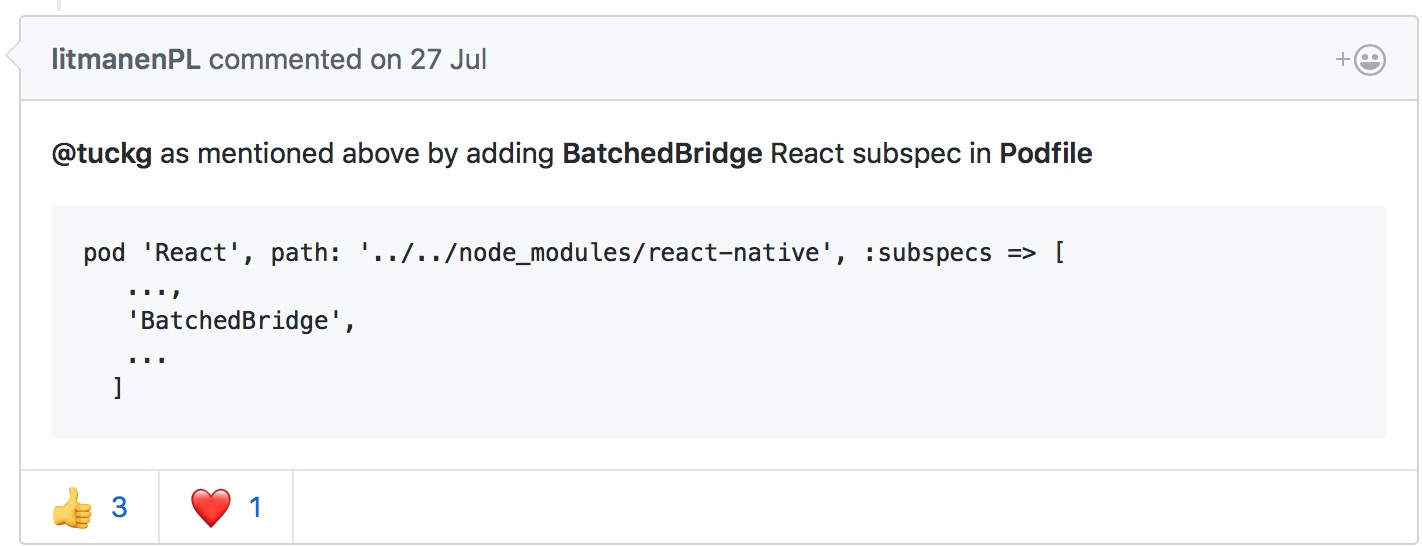 litmanenPL commented on 27 Jul
@tuckg as mentioned above by adding BatchedBridge React subspec in Podfile
pod 'React', path: '../../node_modules/react-native', :subspecs => [
...,
'BatchedBridge',
...
]
3 1